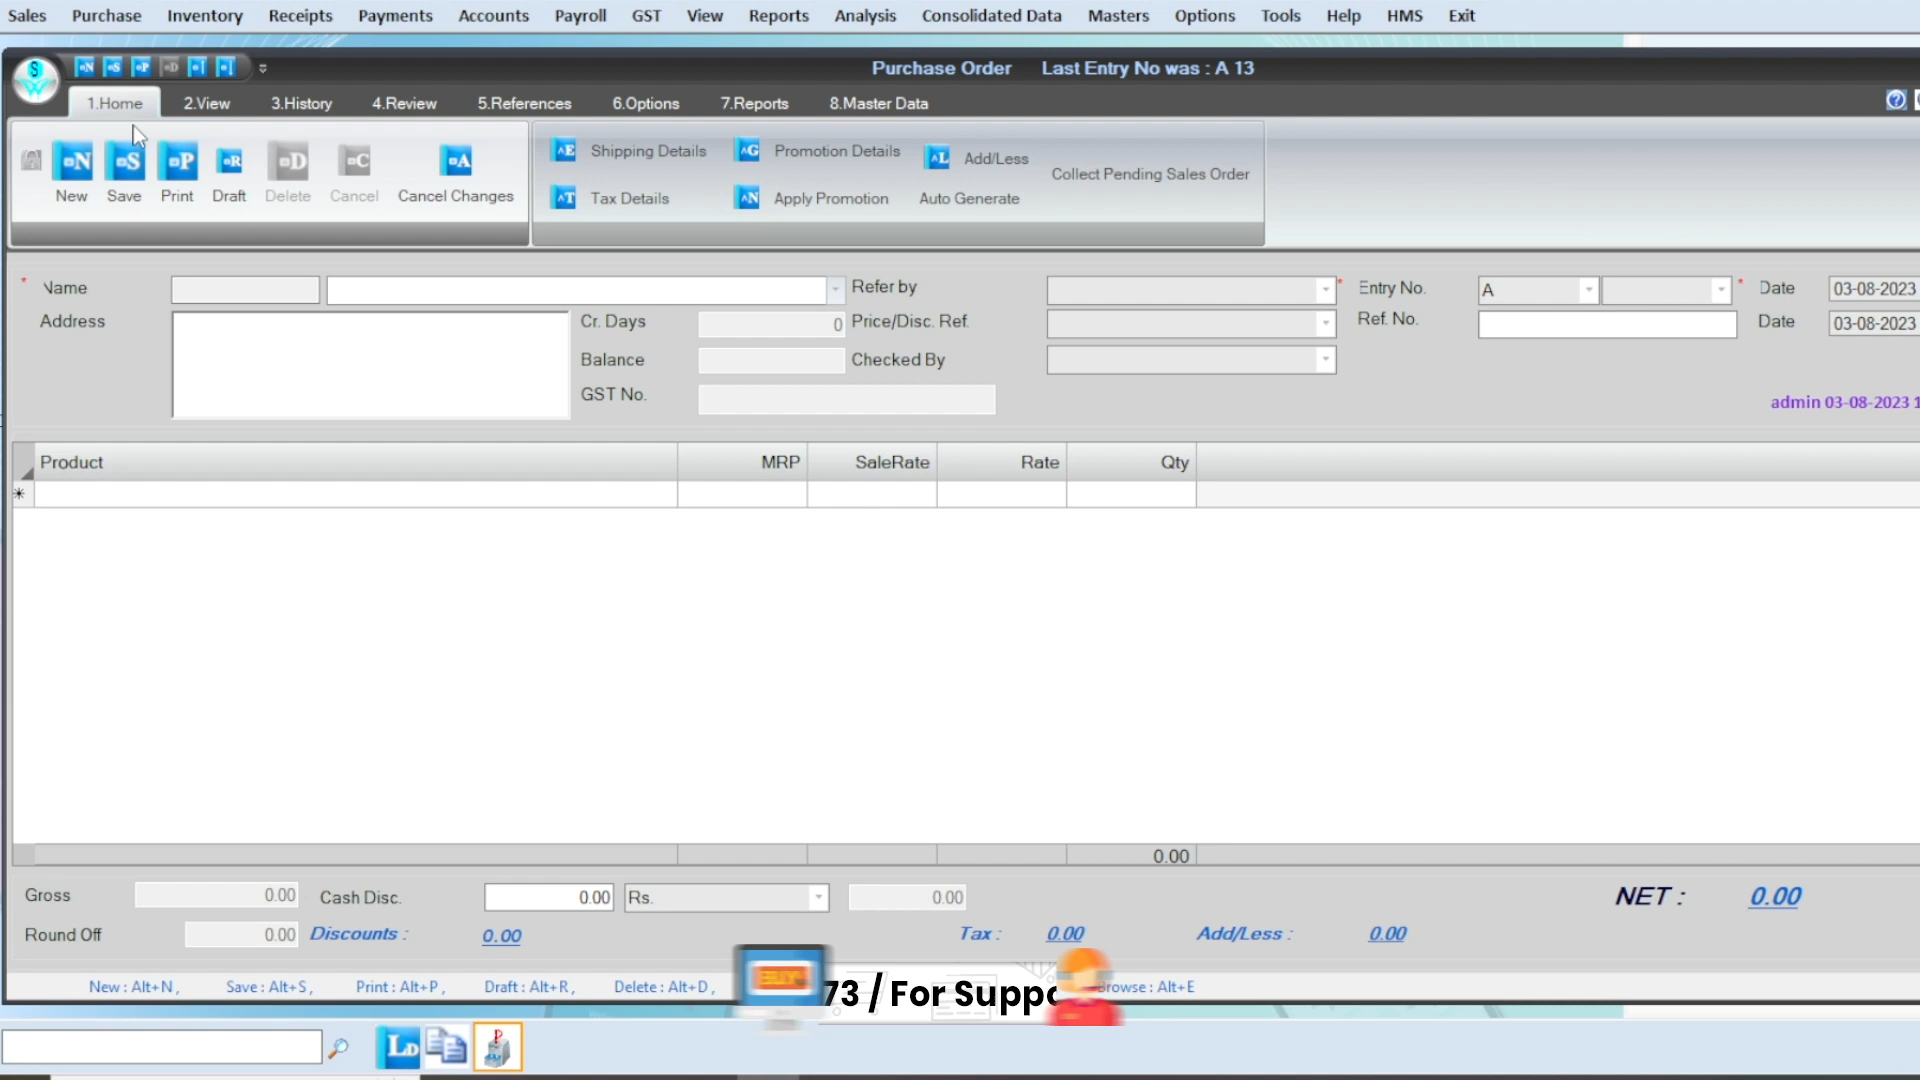 Sales Purchase Inventory Receipts Payments Accounts Payroll GST View Reports Analysis Consolidated Data Masters Options Tools Help HMS Exit
Purchase Order Last Entry No was : A 13
1.Home 2.View 3.History 4.Review 5.References 6.Options 7.Reports 8.Master Data
New Save Print Draft Delete Cancel Cancel Changes
Shipping Details Promotion Details Add/Less Collect Pending Sales Order
Tax Details Apply Promotion Auto Generate
* Name Refer by * Entry No. A * Date 03-08-2023
Address Cr. Days 0 Price/Disc. Ref. Ref. No. Date 03-08-2023
Balance Checked By
GST No.
admin 03-08-2023 1
Product MRP SaleRate Rate Qty
0.00
Gross 0.00 Cash Disc. 0.00 Rs. 0.00 NET : 0.00
Round Off 0.00 Discounts : 0.00 Tax : 0.00 Add/Less : 0.00
New : Alt+N , Save : Alt+S , Print : Alt+P , Draft : Alt+R , Delete : Alt+D , Browse : Alt+E
73 / For Suppo